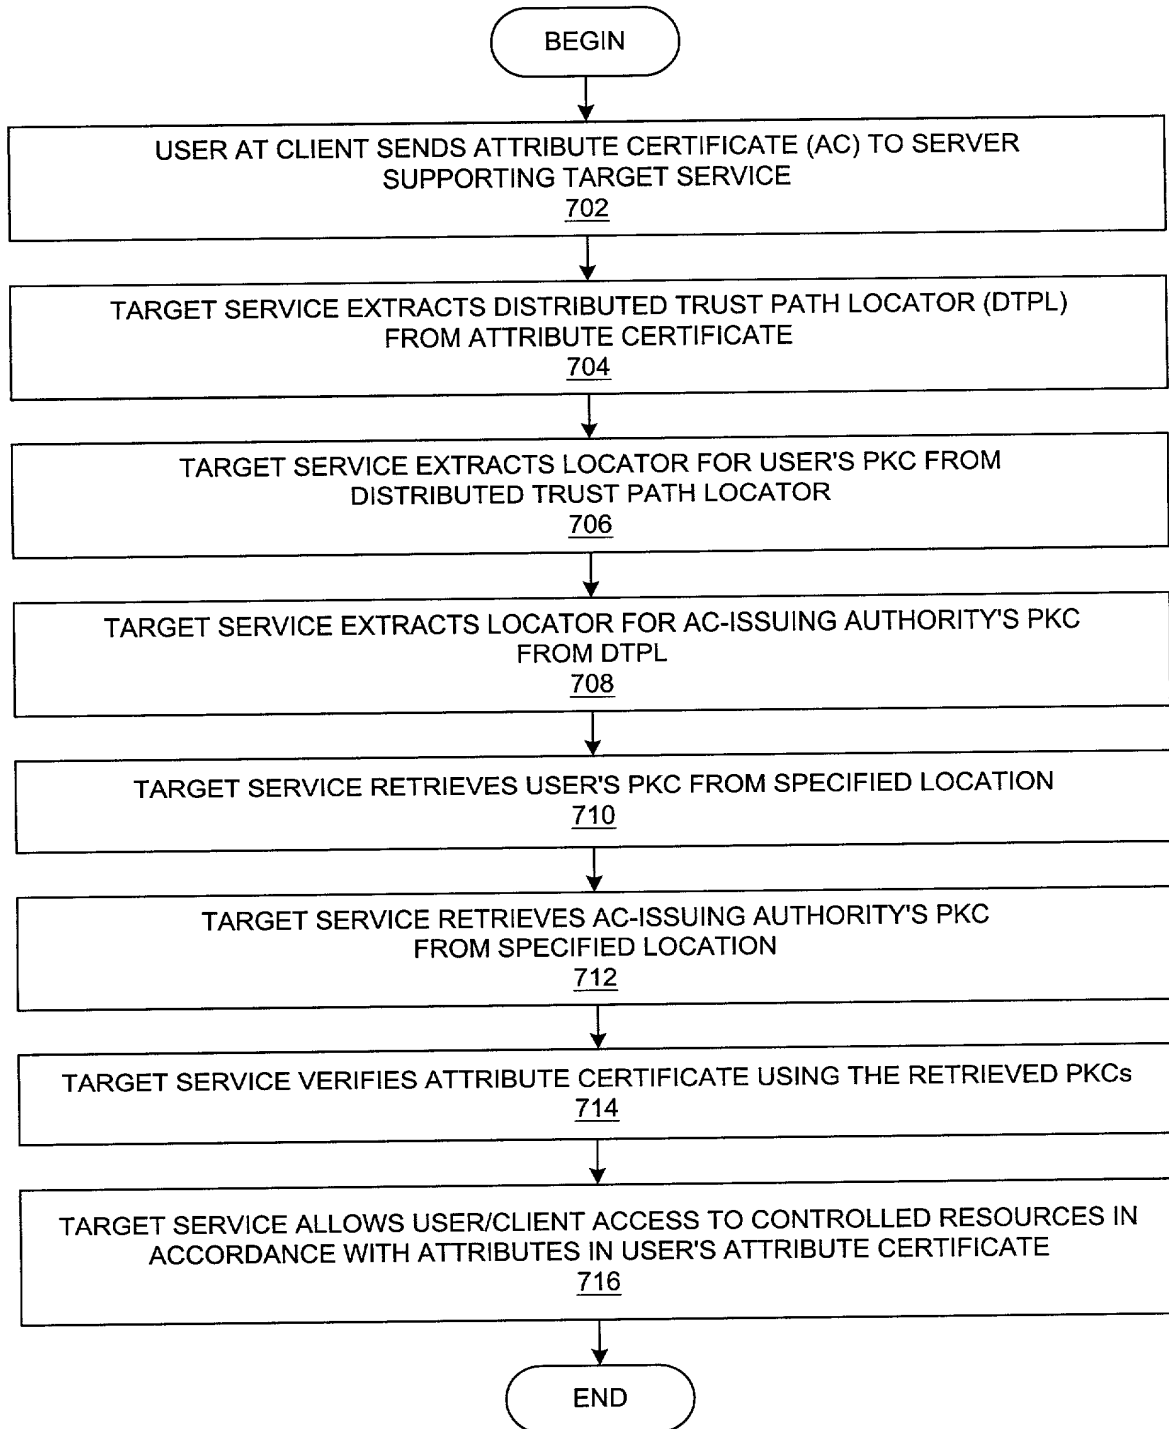 BEGIN
USER AT CLIENT SENDS ATTRIBUTE CERTIFICATE (AC) TO SERVER
SUPPORTING TARGET SERVICE
702
TARGET SERVICE EXTRACTS DISTRIBUTED TRUST PATH LOCATOR (DTPL)
FROM ATTRIBUTE CERTIFICATE
704
TARGET SERVICE EXTRACTS LOCATOR FOR USER'S PKC FROM
DISTRIBUTED TRUST PATH LOCATOR
706
TARGET SERVICE EXTRACTS LOCATOR FOR AC-ISSUING AUTHORITY'S PKC
FROM DTPL
708
TARGET SERVICE RETRIEVES USER'S PKC FROM SPECIFIED LOCATION
710
TARGET SERVICE RETRIEVES AC-ISSUING AUTHORITY'S PKC
FROM SPECIFIED LOCATION
712
TARGET SERVICE VERIFIES ATTRIBUTE CERTIFICATE USING THE RETRIEVED PKCs
714
TARGET SERVICE ALLOWS USER/CLIENT ACCESS TO CONTROLLED RESOURCES IN
ACCORDANCE WITH ATTRIBUTES IN USER'S ATTRIBUTE CERTIFICATE
716
END